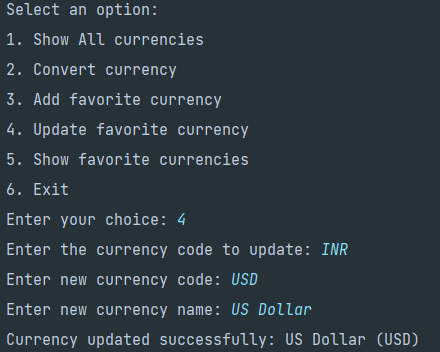 Select an option:
1. Show All currencies
2. Convert currency
3. Add favorite currency
4. Update favorite currency
5. Show favorite currencies
6. Exit
Enter your choice: 4
Enter the currency code to update: INR
Enter new currency code: USD
Enter new currency name: US Dollar
Currency updated successfully: US Dollar (USD)